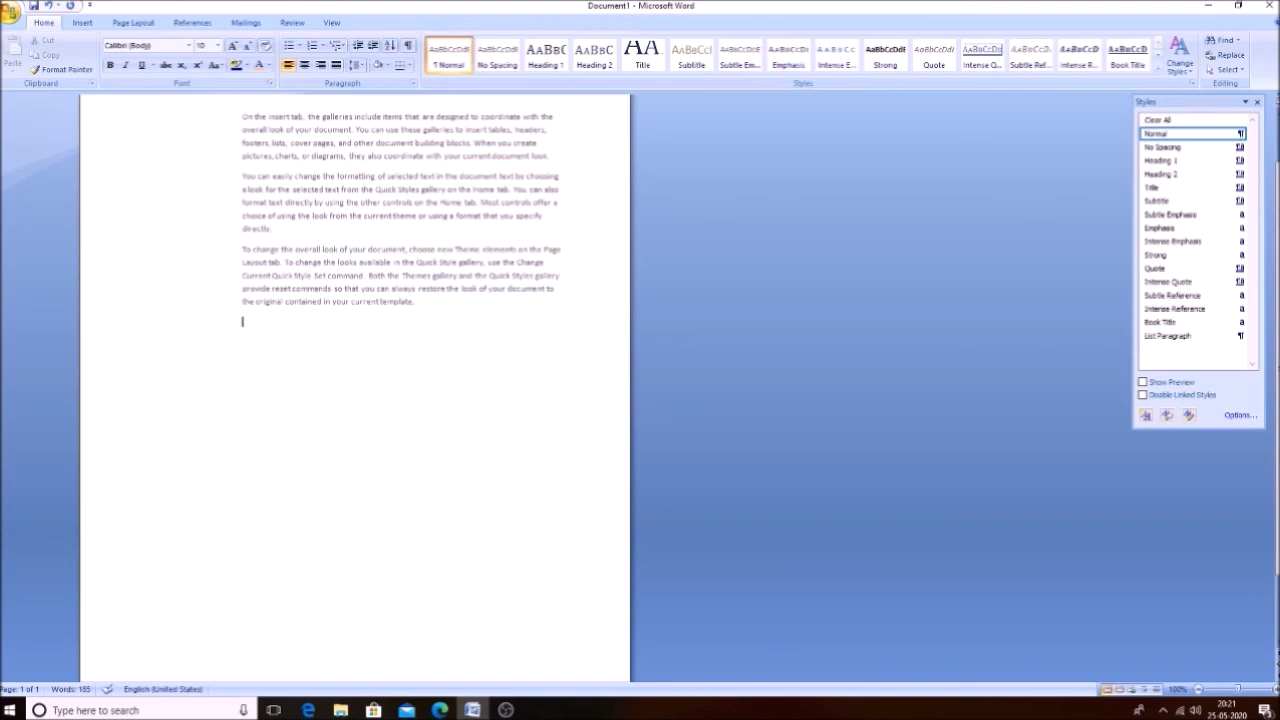 Document1 - Microsoft Word
Home Insert Page Layout References Mailings Review View
Cut
Copy
Paste
Format Painter
Clipboard
Calibri (Body) 10
Font
Paragraph
AaBbCcDdE AaBbCcDdE AaBbC AaBbC AA AaBbCcI AaBbCcDdE AaBbCcDdE AaBbCcDdE AaBbCcDdE AaBbCcDdI AaBbCcDdE AaBbCcDdE AaBbCcD AaBbCcD
¶ Normal No Spacing Heading 1 Heading 2 Title Subtitle Subtle Em... Emphasis Intense E... Strong Quote Intense Q... Subtle Ref... Intense R... Book Title
Change Styles
Styles
Find
Replace
Select
Editing
On the Insert tab, the galleries include items that are designed to coordinate with the
overall look of your document. You can use these galleries to insert tables, headers,
footers, lists, cover pages, and other document building blocks. When you create
pictures, charts, or diagrams, they also coordinate with your current document look.
You can easily change the formatting of selected text in the document text by choosing
a look for the selected text from the Quick Styles gallery on the Home tab. You can also
format text directly by using the other controls on the Home tab. Most controls offer a
choice of using the look from the current theme or using a format that you specify
directly.
To change the overall look of your document, choose new Theme elements on the Page
Layout tab. To change the looks available in the Quick Style gallery, use the Change
Current Quick Style Set command. Both the Themes gallery and the Quick Styles gallery
provide reset commands so that you can always restore the look of your document to
the original contained in your current template.
Styles
Clear All
Normal ¶
No Spacing
Heading 1
Heading 2
Title
Subtitle
Subtle Emphasis a
Emphasis a
Intense Emphasis a
Strong a
Quote
Intense Quote
Subtle Reference a
Intense Reference a
Book Title a
List Paragraph ¶
Show Preview
Disable Linked Styles
Options...
Page: 1 of 1 Words: 185 English (United States) 100%
Type here to search
20:21
25-05-2020